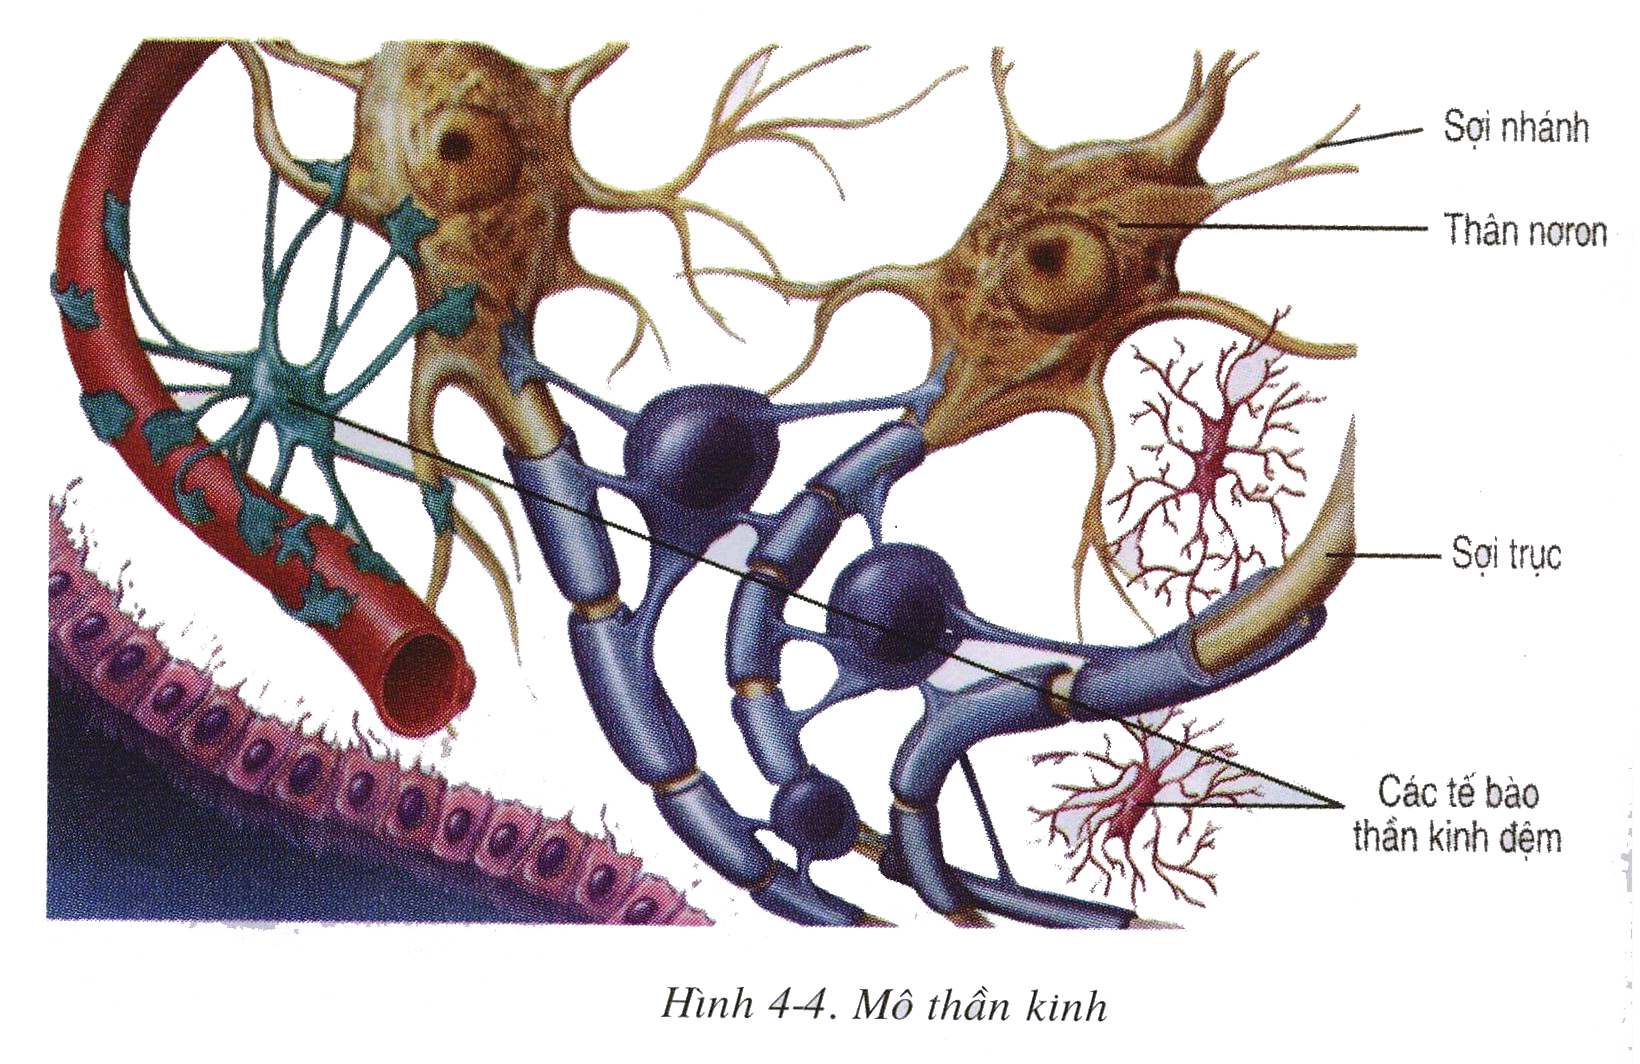 Sợi nhánh
Thân nơron
Sợi trục
Các tế bào
thần kinh đệm
Hình 4-4. Mô thần kinh